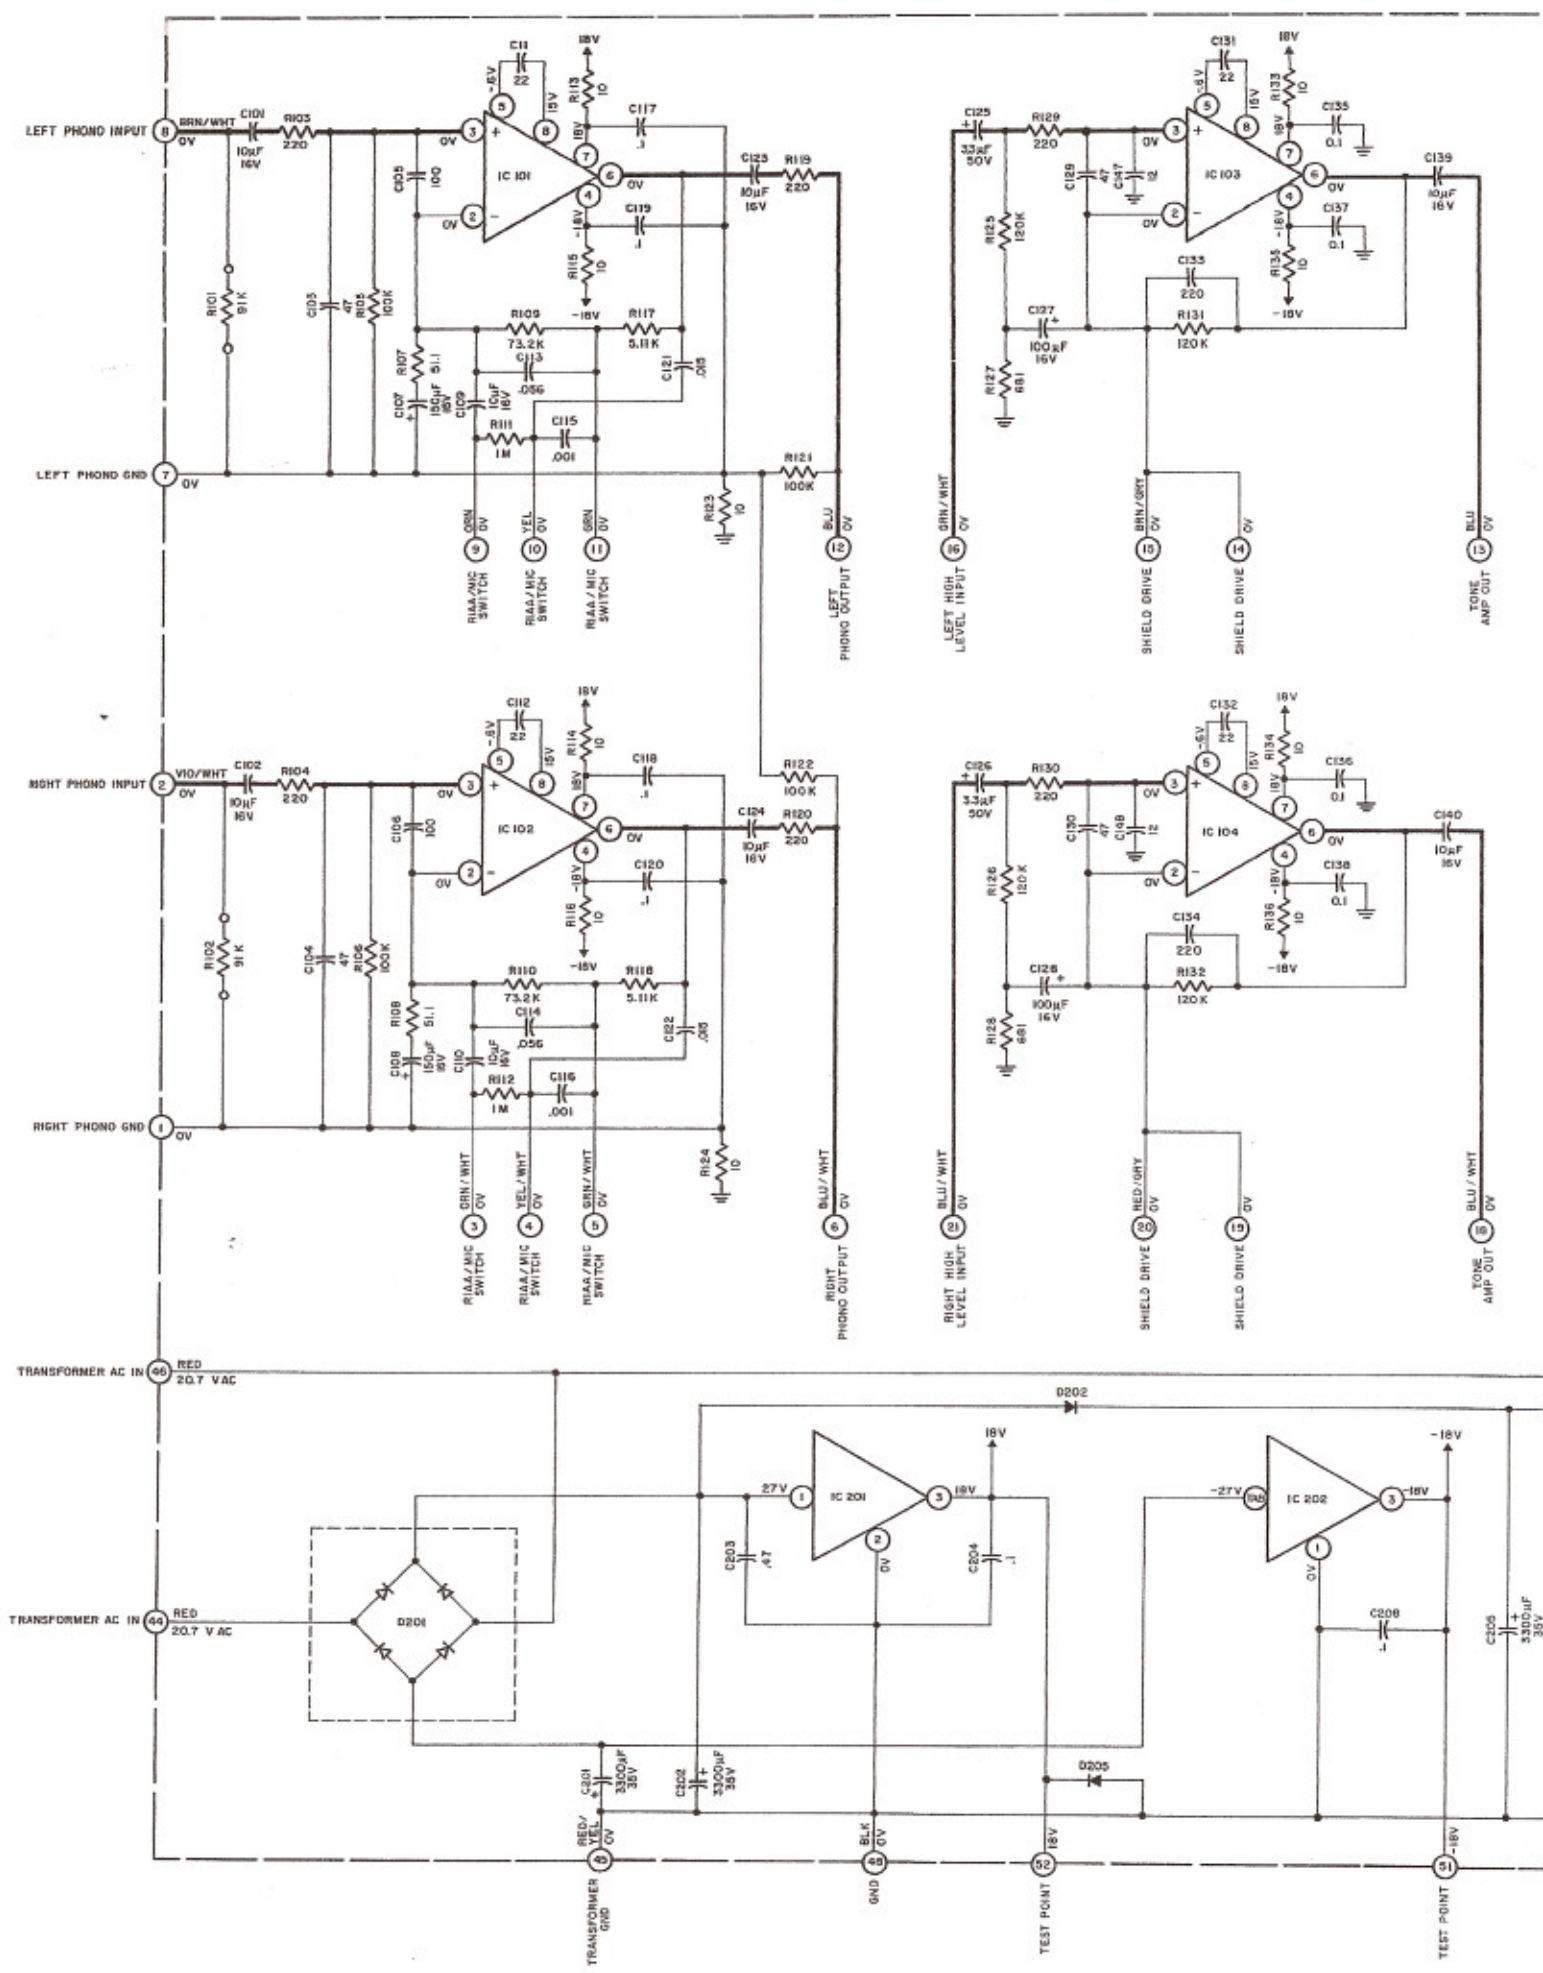 LEFT PHONO INPUT
8
BRN/WHT
0V
C101
10µF
16V
R103
220
R101
91K
C103
47
R105
100K
C105
100
3
0V
+
2
0V
−
IC 101
5
-.6V
C11
22
8
15V
18V
R113
10
18V
7
C117
.1
6
0V
4
-18V
C119
.1
R115
10
-18V
C123
10µF
16V
R119
220
R107
51.1
C107
150µF
16V
+
C109
10µF
16V
R109
73.2K
C113
.056
R117
5.11K
C121
.015
R111
1M
C115
.001
LEFT PHONO GND
7
0V
R121
100K
R123
10
ORN
0V
9
RIAA/MIC
SWITCH
YEL
0V
10
RIAA/MIC
SWITCH
GRN
0V
11
RIAA/MIC
SWITCH
BLU
0V
12
LEFT
PHONO OUTPUT
C125
+
3.3µF
50V
R129
220
R125
120K
C129
47
C147
12
3
0V
+
2
0V
−
IC 103
5
-.6V
C131
22
8
15V
18V
R133
10
18V
7
C135
0.1
6
0V
4
-18V
C137
0.1
R135
10
-18V
C139
10µF
16V
C133
220
R131
120K
C127
+
100µF
16V
R127
681
GRN/WHT
0V
16
LEFT HIGH
LEVEL INPUT
BRN/GRY
0V
15
SHIELD DRIVE
0V
14
SHIELD DRIVE
BLU
0V
13
TONE
AMP OUT
RIGHT PHONO INPUT
2
VIO/WHT
0V
C102
10µF
16V
R104
220
R102
91K
C104
47
R106
100K
C106
100
3
0V
+
2
0V
−
IC 102
5
-.6V
C112
22
8
15V
18V
R114
10
18V
7
C118
.1
6
0V
4
-18V
C120
.1
R116
10
-18V
C124
10µF
16V
R122
100K
R120
220
R108
51.1
C108
150µF
16V
+
C110
10µF
16V
R110
73.2K
C114
.056
R118
5.11K
C122
.015
R112
1M
C116
.001
RIGHT PHONO GND
1
0V
R124
10
ORN/WHT
0V
3
RIAA/MIC
SWITCH
YEL/WHT
0V
4
RIAA/MIC
SWITCH
GRN/WHT
0V
5
RIAA/MIC
SWITCH
BLU/WHT
0V
6
RIGHT
PHONO OUTPUT
C126
+
3.3µF
50V
R130
220
R126
120K
C130
47
C148
12
3
0V
+
2
0V
−
IC 104
5
-.6V
C132
22
8
15V
18V
R134
10
18V
7
C136
0.1
6
0V
4
-18V
C138
0.1
R136
10
-18V
C140
10µF
16V
C134
220
R132
120K
C128
+
100µF
16V
R128
681
BLU/WHT
0V
21
RIGHT HIGH
LEVEL INPUT
RED/GRY
0V
20
SHIELD DRIVE
0V
19
SHIELD DRIVE
BLU/WHT
0V
18
TONE
AMP OUT
TRANSFORMER AC IN
46
RED
20.7 VAC
D202
27V
1
IC 201
3
18V
18V
2
0V
C203
.47
C204
.1
-27V
TAB
IC 202
3
-18V
-18V
1
0V
C206
.1
C205
+
3300µF
35V
TRANSFORMER AC IN
44
RED
20.7 VAC
D201
C201
3300µF
35V
+
C202
+
3300µF
35V
D205
RED/
YEL
0V
45
TRANSFORMER
GND
BLK
0V
48
GND
18V
52
TEST POINT
-18V
51
TEST POINT